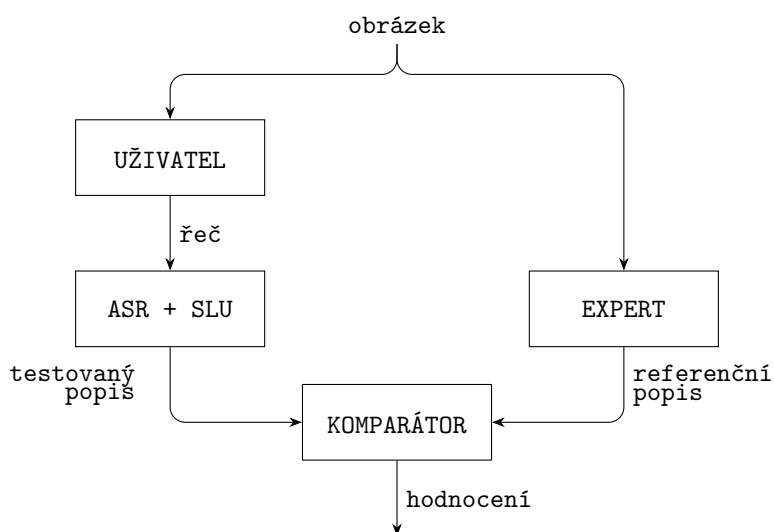 obrázek
UŽIVATEL
řeč
ASR + SLU
EXPERT
testovaný
popis
referenční
popis
KOMPARÁTOR
hodnocení